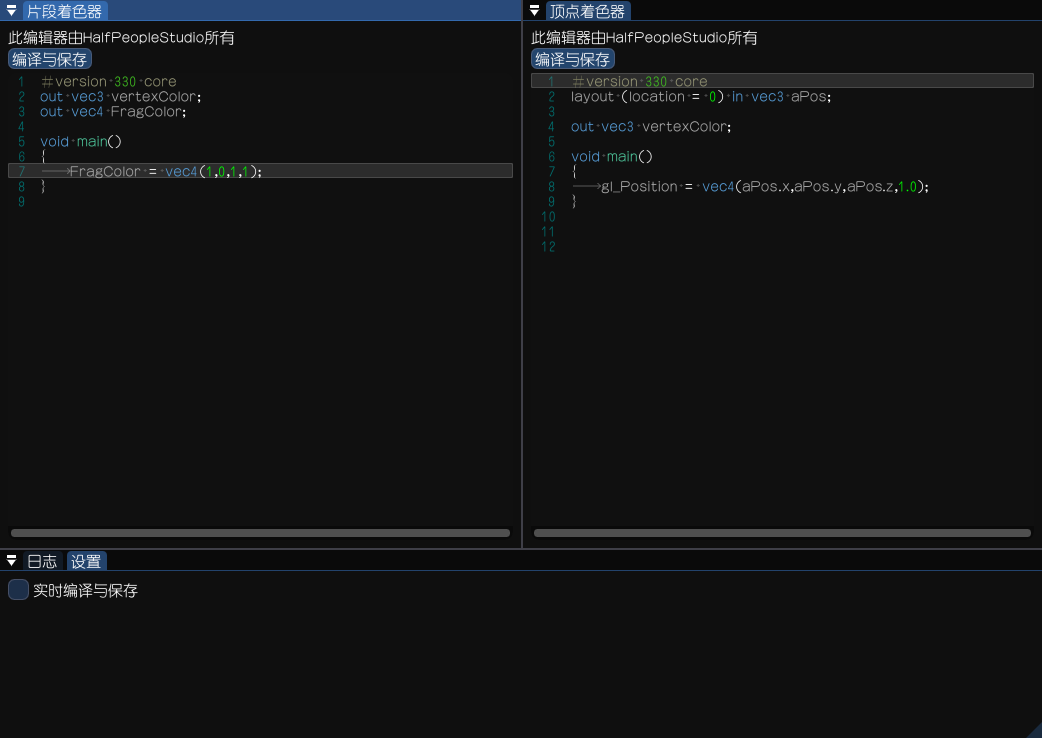 片段着色器
此编辑器由HalfPeopleStudio所有
编译与保存
1 #version 330 core
2 out vec3 vertexColor;
3 out vec4 FragColor;
4
5 void main()
6 {
7 FragColor = vec4(1,0,1,1);
8 }
9
顶点着色器
此编辑器由HalfPeopleStudio所有
编译与保存
1 #version 330 core
2 layout (location = 0) in vec3 aPos;
3
4 out vec3 vertexColor;
5
6 void main()
7 {
8 gl_Position = vec4(aPos.x,aPos.y,aPos.z,1.0);
9 }
10
11
12
日志 设置
实时编译与保存